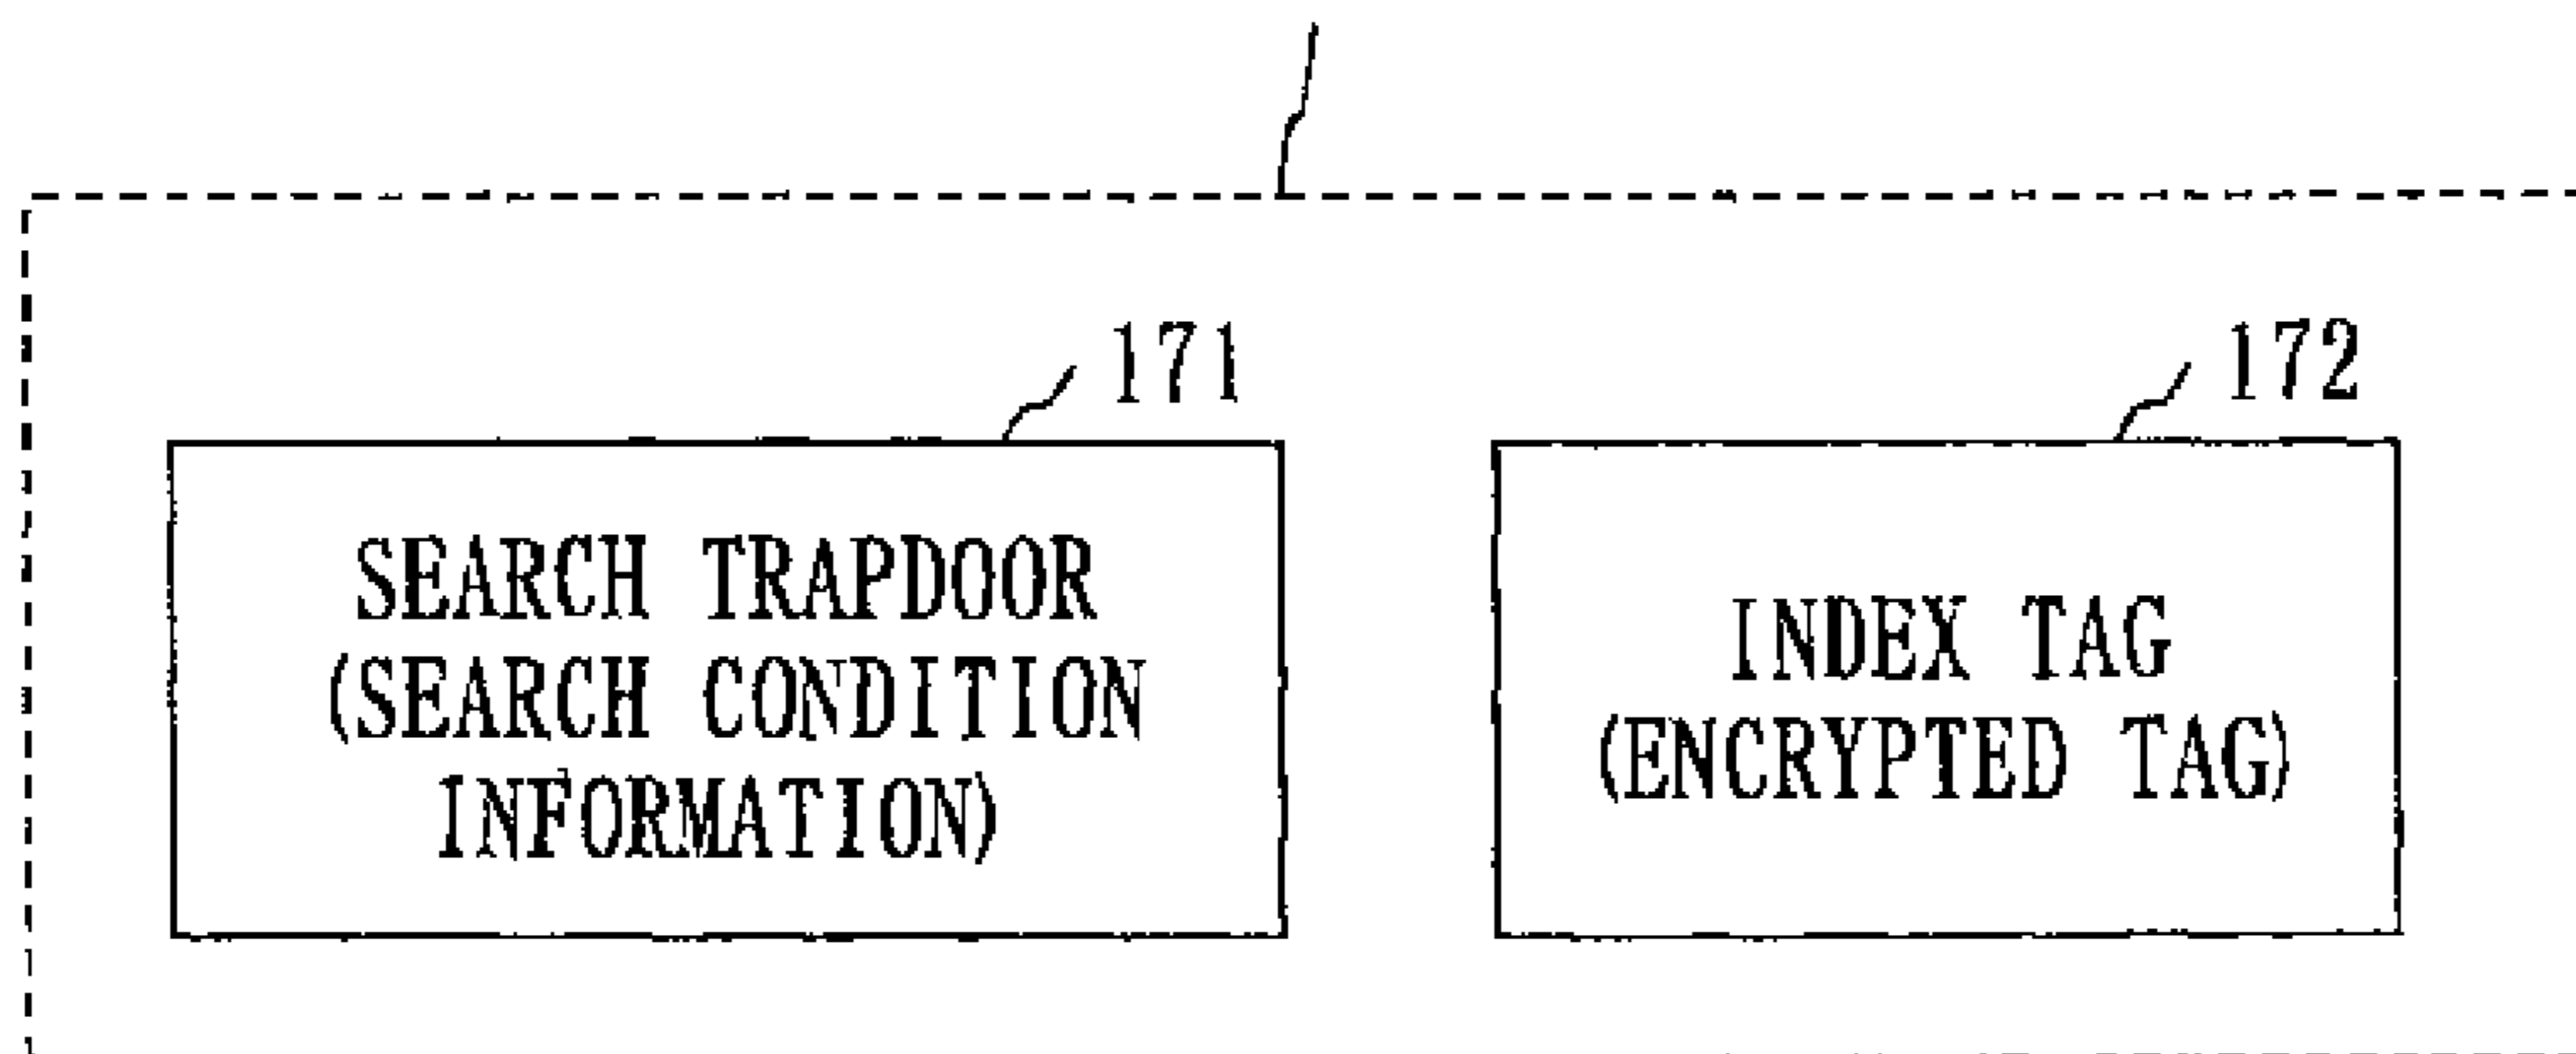 171
172
SEARCH TRAPDOOR
(SEARCH CONDITION
INFORMATION)
INDEX TAG
(ENCRYPTED TAG)